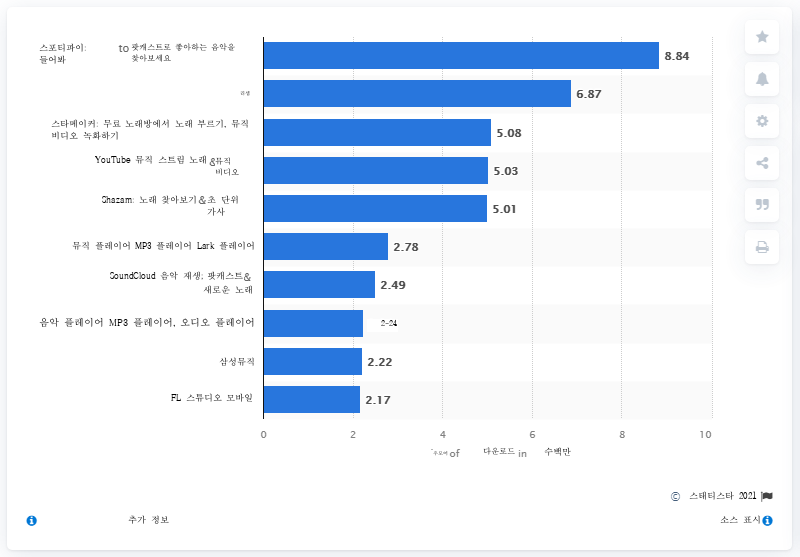 스포티파이: to 팟캐스트로 좋아하는 음악을
들어봐 찾아보세요
8.84
6.87
스타메이커: 무료 노래방에서 노래 부르기, 뮤직
비디오 녹화하기
5.08
YouTube 뮤직 스트림 노래 &뮤직
비디오
5.03
Shazam: 노래 찾아보기&초 단위
가사
5.01
뮤직 플레이어 MP3 플레이어 Lark 플레이어
2.78
SoundCloud 음악 재생; 팟캐스트&
새로운 노래
2.49
음악 플레이어 MP3 플레이어, 오디오 플레이어
2-24
삼성뮤직
2.22
FL 스튜디오 모바일
2.17
0 2 4 6 8 10
of 다운로드 in 수백만
© 스태티스타 2021
추가 정보
소스 표시